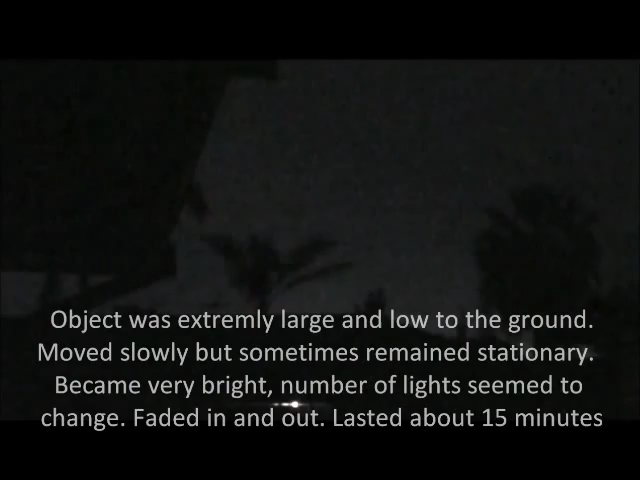 Object was extremly large and low to the ground.
Moved slowly but sometimes remained stationary.
Became very bright, number of lights seemed to
change. Faded in and out. Lasted about 15 minutes